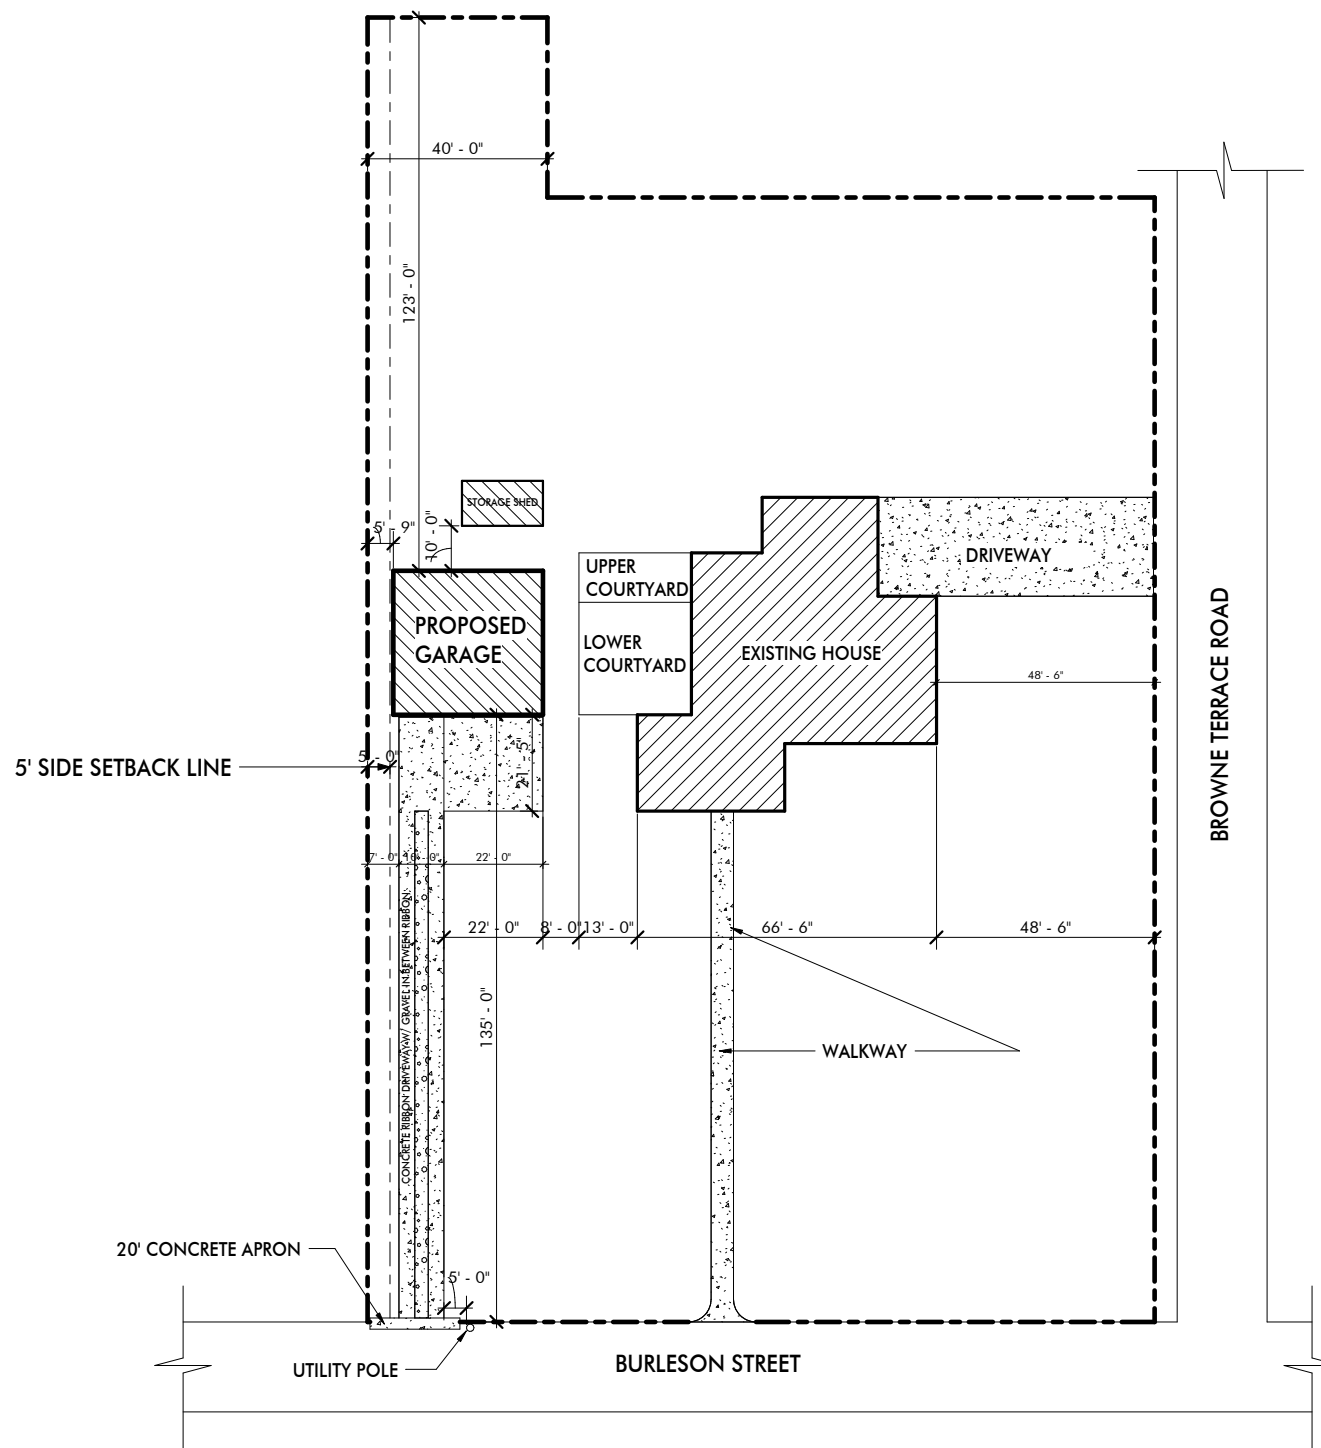 40' - 0"
123' - 0"
STORAGE SHED
5' - 9"
10' - 0"
UPPER
COURTYARD
DRIVEWAY
PROPOSED
GARAGE
LOWER
COURTYARD
EXISTING HOUSE
48' - 6"
BROWNE TERRACE ROAD
5' SIDE SETBACK LINE
5' - 0"
21' - 5"
7' - 0"
10' - 0"
22' - 0"
22' - 0"
8' - 0"
13' - 0"
66' - 6"
48' - 6"
CONCRETE RIBBON DRIVEWAY W/ GRAVEL IN BETWEEN RIBBON
135' - 0"
WALKWAY
20' CONCRETE APRON
5' - 0"
UTILITY POLE
BURLESON STREET